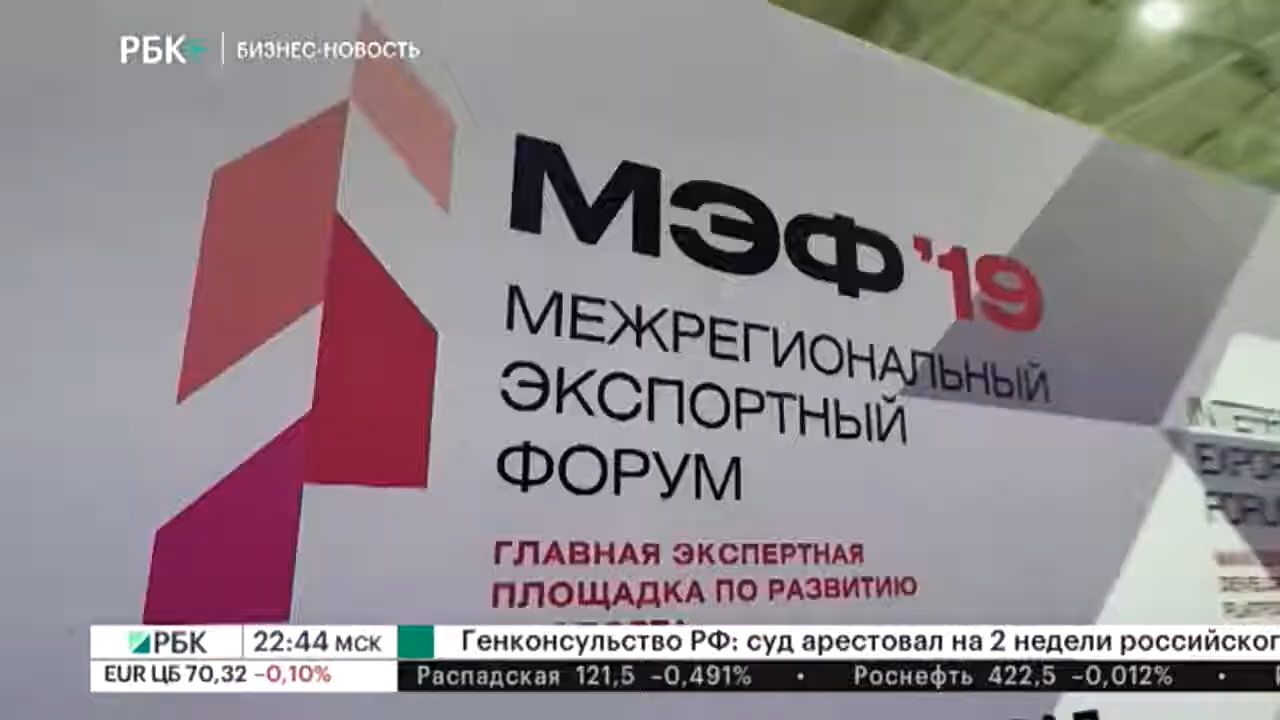 РБК+ БИЗНЕС-НОВОСТЬ
МЭФ'19
МЕЖРЕГИОНАЛЬНЫЙ
ЭКСПОРТНЫЙ
ФОРУМ
ГЛАВНАЯ ЭКСПЕРТНАЯ
ПЛОЩАДКА ПО РАЗВИТИЮ
РБК 22:44 МСК Генконсульство РФ: суд арестовал на 2 недели российског
EUR ЦБ 70,32 -0,10% Распадская 121,5 -0,491% • Роснефть 422,5 -0,012% •